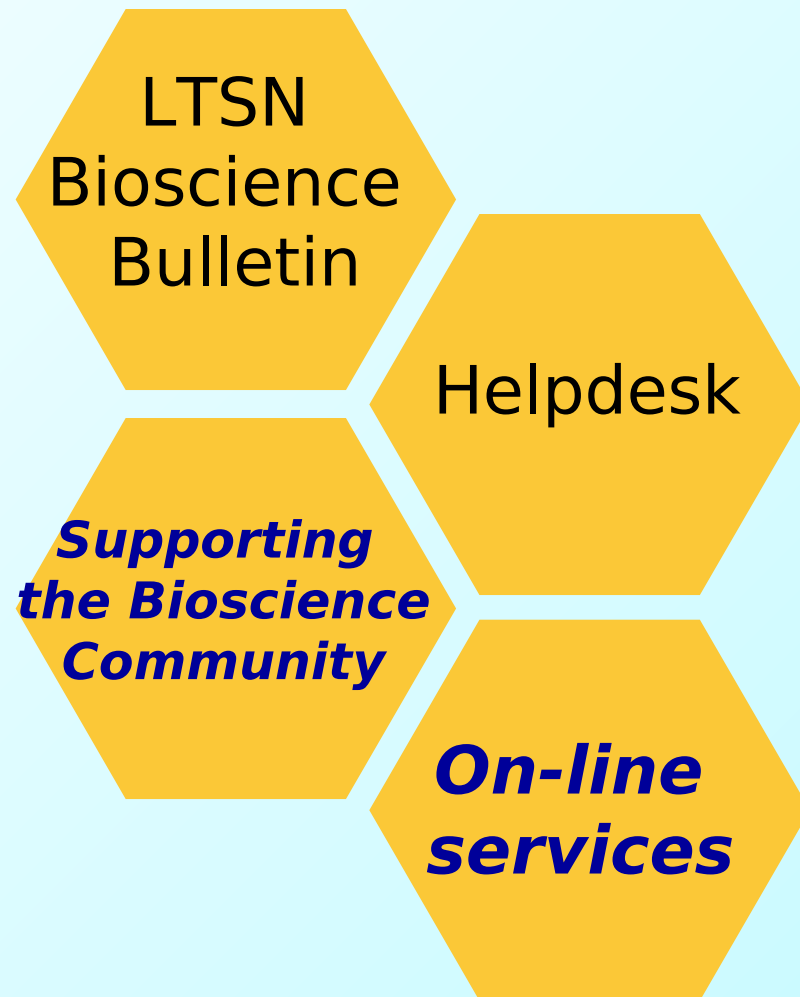 LTSN
Bioscience
Bulletin
Helpdesk
Supporting
the Bioscience
Community
On-line
services